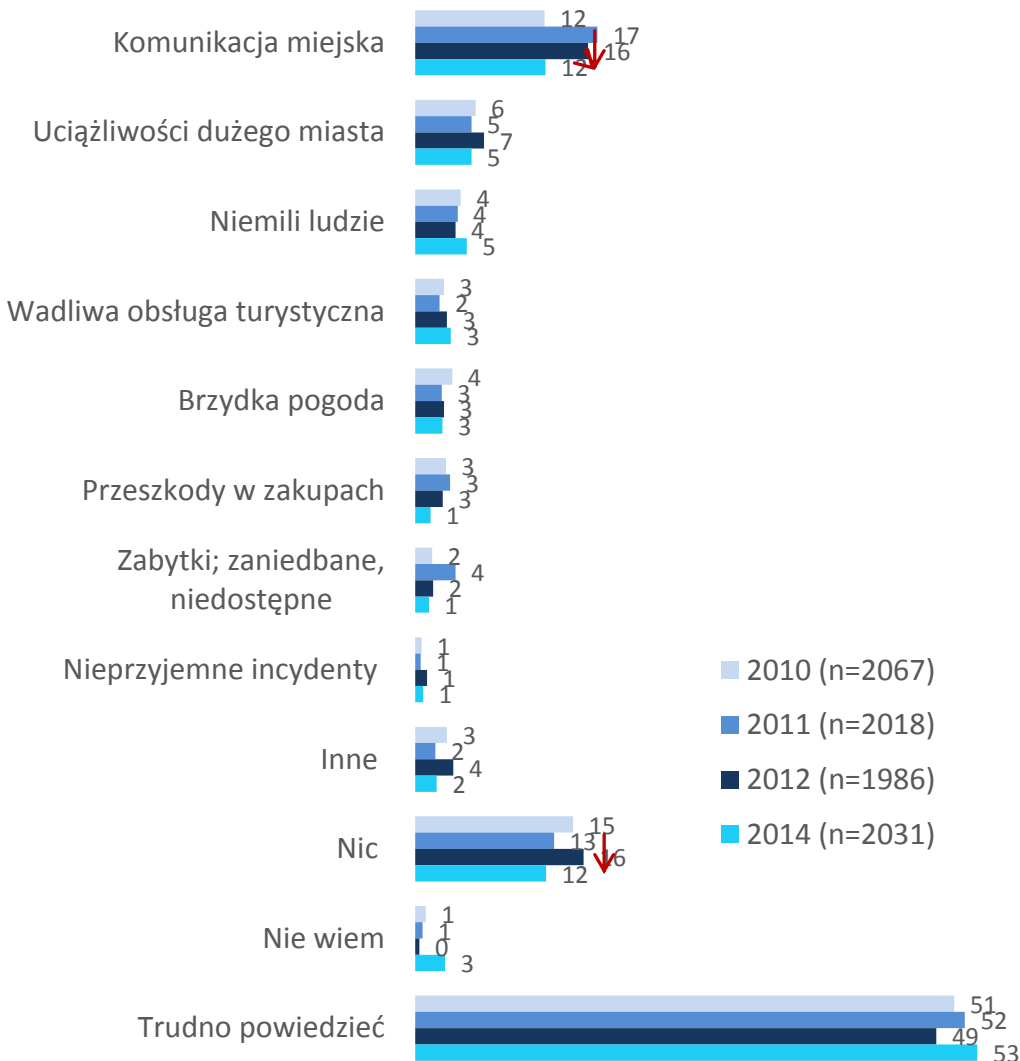 Komunikacja miejska
12
17
16
12
Uciążliwości dużego miasta
6
5
7
5
Niemili ludzie
4
4
4
5
Wadliwa obsługa turystyczna
3
2
3
3
Brzydka pogoda
4
3
3
3
Przeszkody w zakupach
3
3
3
1
Zabytki; zaniedbane,
niedostępne
2
4
2
1
Nieprzyjemne incydenty
1
1
1
1
Inne
3
2
4
2
Nic
15
13
16
12
Nie wiem
1
1
0
3
Trudno powiedzieć
51
52
49
53
2010 (n=2067)
2011 (n=2018)
2012 (n=1986)
2014 (n=2031)